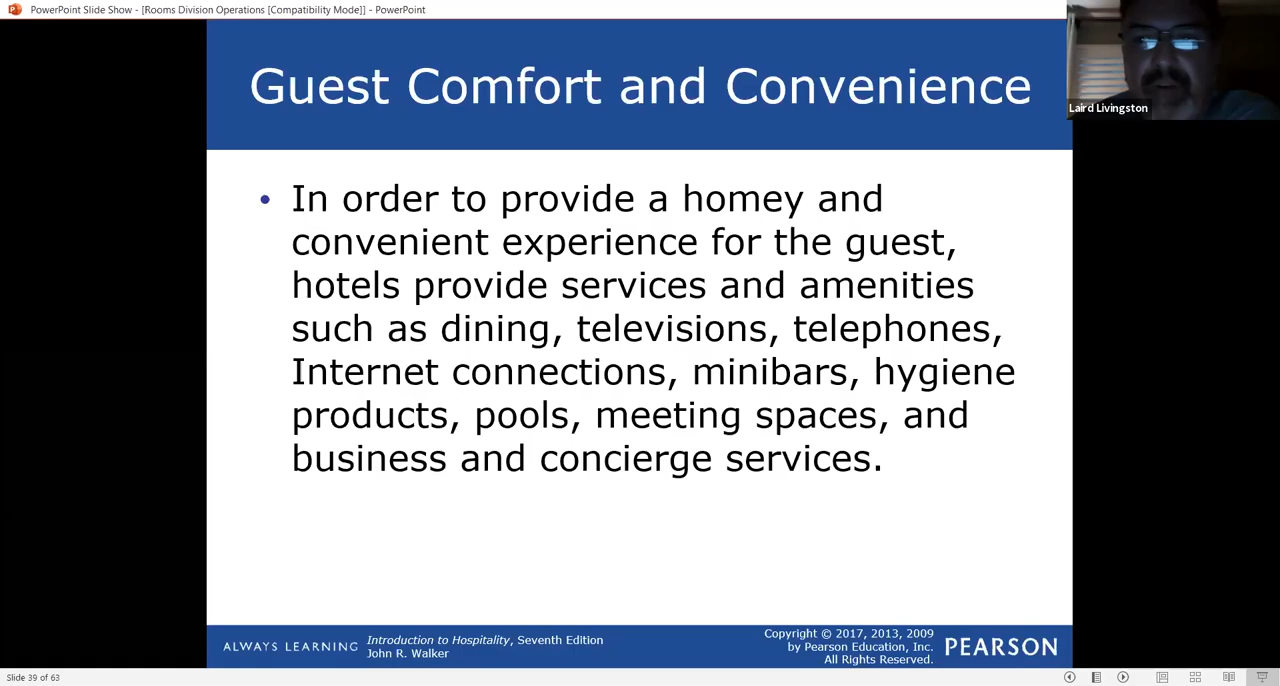 PowerPoint Slide Show - [Rooms Division Operations [Compatibility Mode]] - PowerPoint
Guest Comfort and Convenience
Laird Livingston
• In order to provide a homey and
convenient experience for the guest,
hotels provide services and amenities
such as dining, televisions, telephones,
Internet connections, minibars, hygiene
products, pools, meeting spaces, and
business and concierge services.
ALWAYS LEARNING
Introduction to Hospitality, Seventh Edition
John R. Walker
Copyright © 2017, 2013, 2009
by Pearson Education, Inc.
All Rights Reserved.
PEARSON
Slide 39 of 63